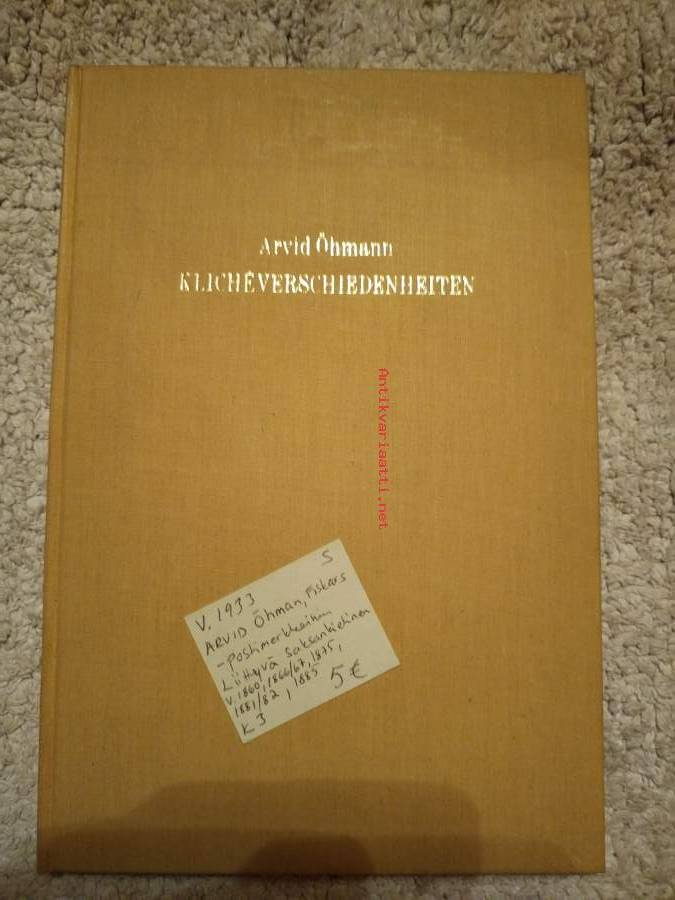 Arvid Öhmann
KLICHÉVERSCHIEDENHEITEN
Antikvariaatti.net
S
V. 1933
ARVID ÖHMAN, FISKARS
- postimerkkeihin
Liittyvä saksankielinen
V. 1860, 1866/67, 1875,
1881/82, 1885
5€
K3